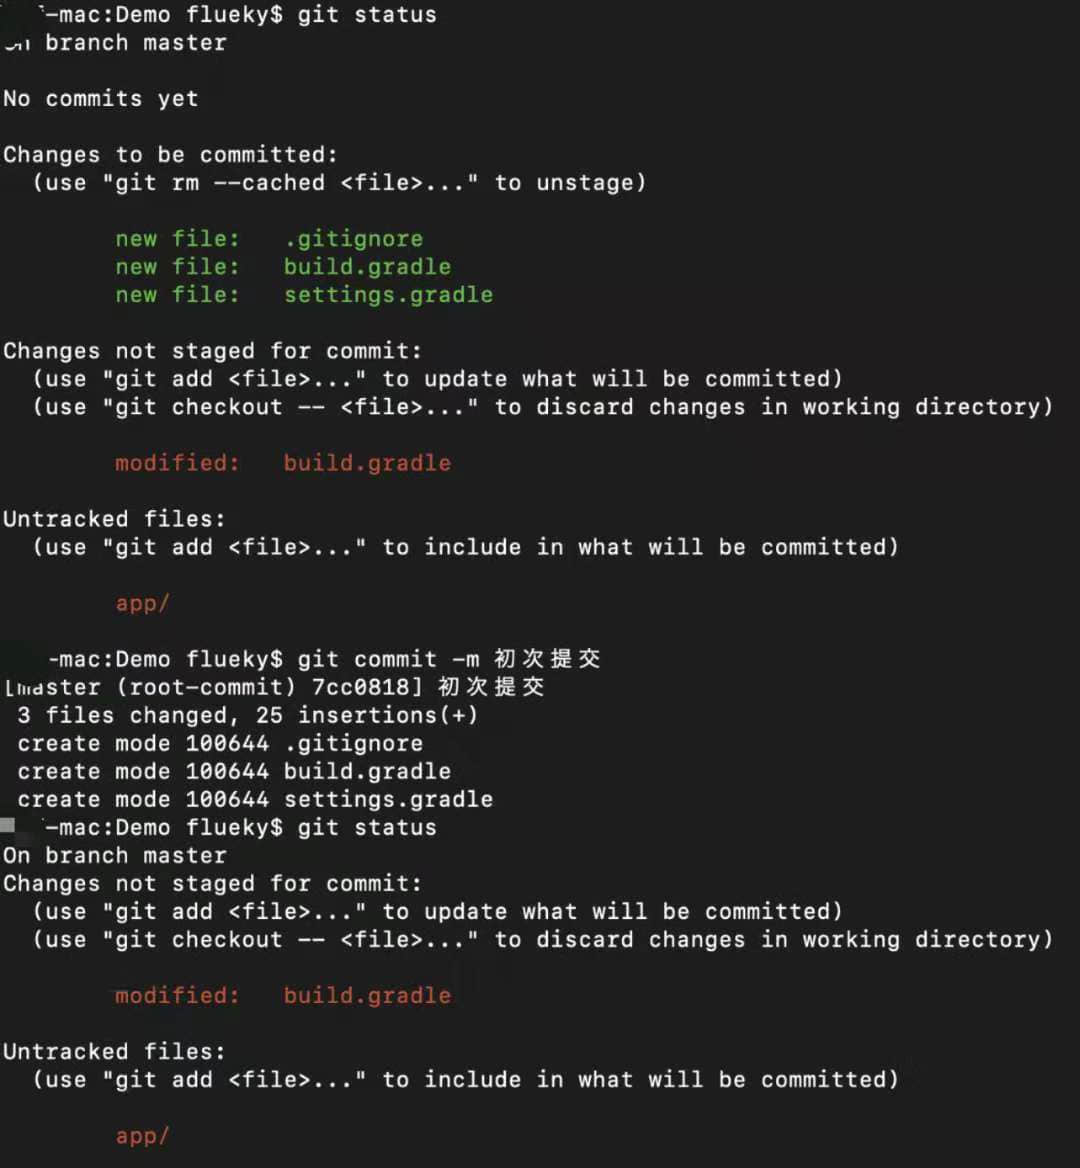 -mac:Demo flueky$ git status
branch master
No commits yet
Changes to be committed:
(use "git rm --cached <file>..." to unstage)
new file: .gitignore
new file: build.gradle
new file: settings.gradle
Changes not staged for commit:
(use "git add <file>..." to update what will be committed)
(use "git checkout -- <file>..." to discard changes in working directory)
modified: build.gradle
Untracked files:
(use "git add <file>..." to include in what will be committed)
app/
-mac:Demo flueky$ git commit -m 初次提交
[master (root-commit) 7cc0818] 初次提交
3 files changed, 25 insertions(+)
create mode 100644 .gitignore
create mode 100644 build.gradle
create mode 100644 settings.gradle
-mac:Demo flueky$ git status
On branch master
Changes not staged for commit:
(use "git add <file>..." to update what will be committed)
(use "git checkout -- <file>..." to discard changes in working directory)
modified: build.gradle
Untracked files:
(use "git add <file>..." to include in what will be committed)
app/